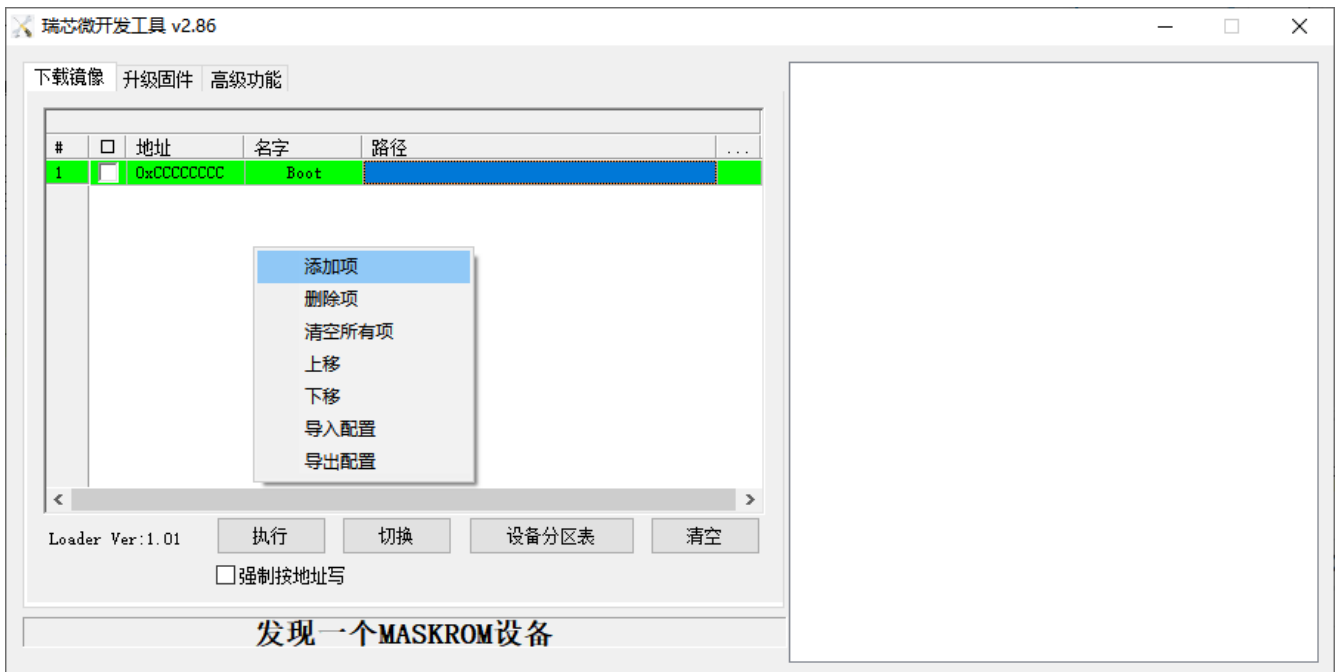 瑞芯微开发工具 v2.86
下载镜像 升级固件 高级功能
# 地址 名字 路径 ...
1 0xCCCCCCCC Boot
添加项
删除项
清空所有项
上移
下移
导入配置
导出配置
Loader Ver:1.01 执行 切换 设备分区表 清空
强制按地址写
发现一个MASKROM设备